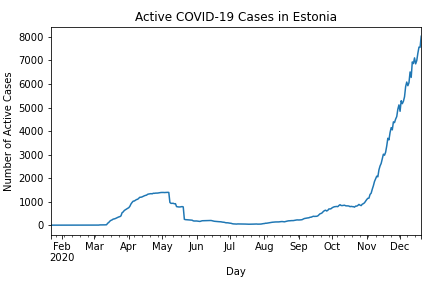 Active COVID-19 Cases in Estonia
Number of Active Cases
8000
7000
6000
5000
4000
3000
2000
1000
0
Feb Mar Apr May Jun Jul Aug Sep Oct Nov Dec
2020
Day